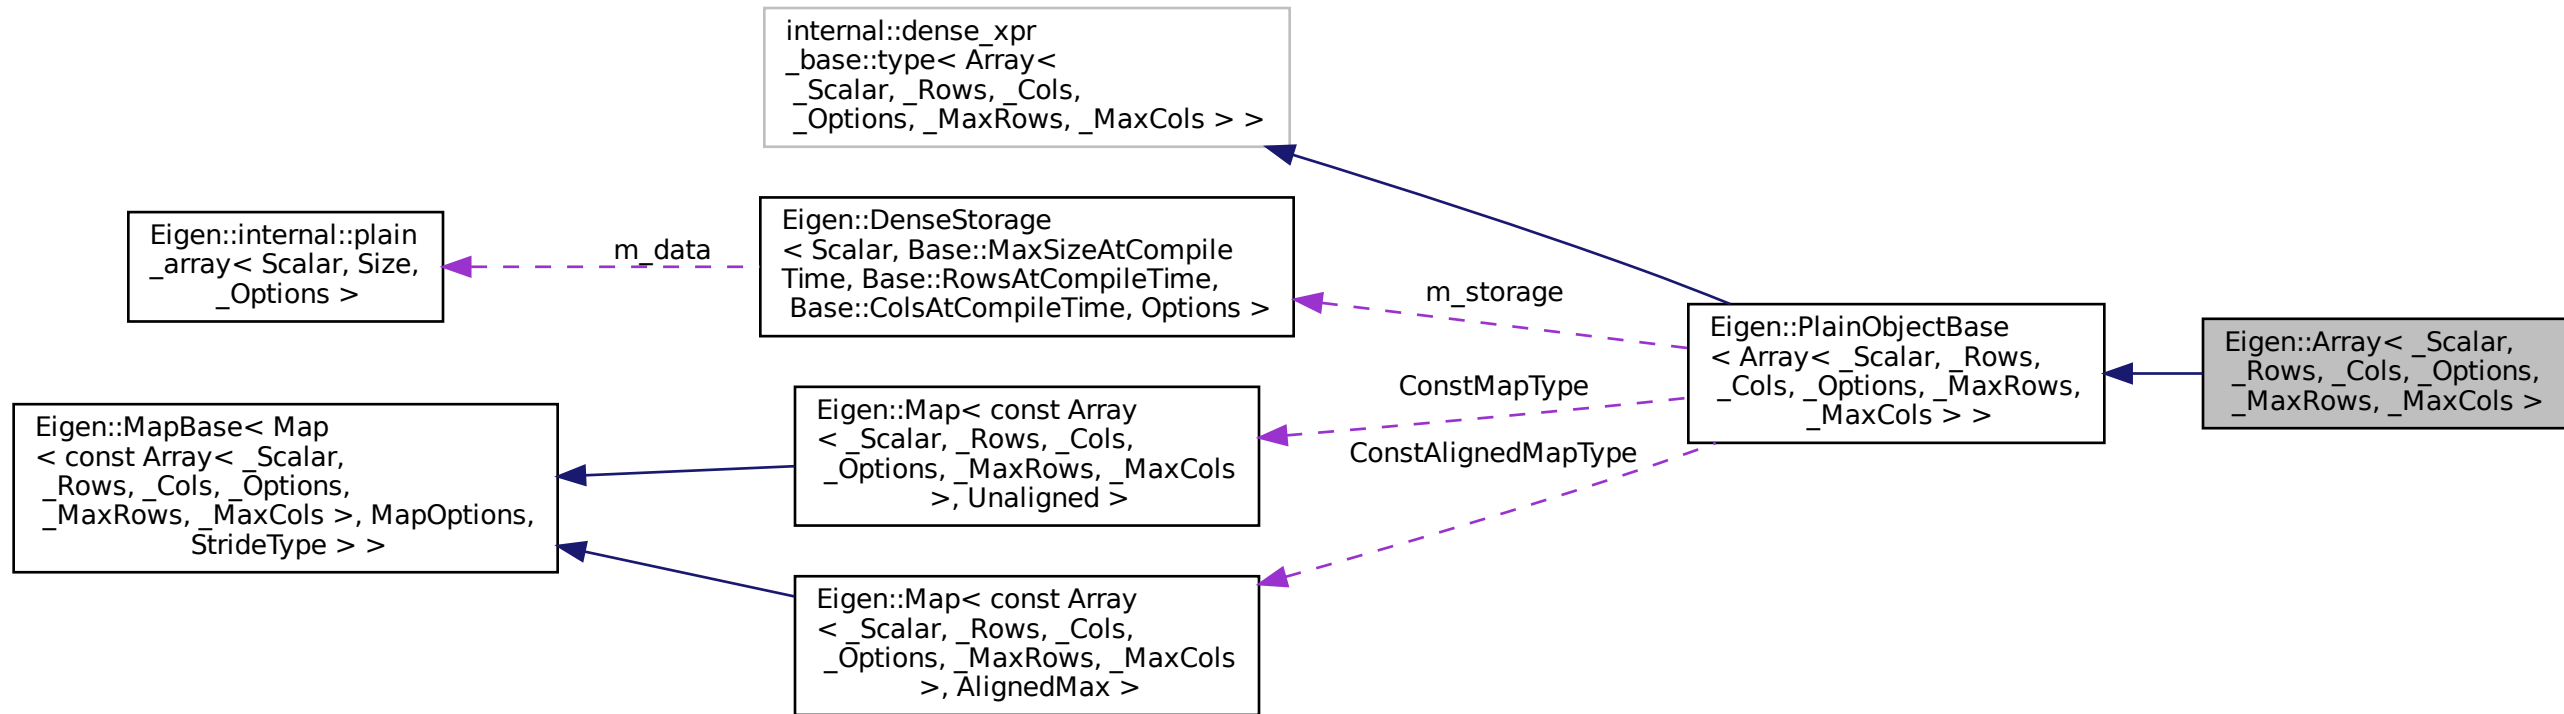 internal::dense_xpr
_base::type< Array<
_Scalar, _Rows, _Cols,
_Options, _MaxRows, _MaxCols > >
Eigen::internal::plain
_array< Scalar, Size,
_Options >
m_data
Eigen::DenseStorage
< Scalar, Base::MaxSizeAtCompile
Time, Base::RowsAtCompileTime,
Base::ColsAtCompileTime, Options >
m_storage
Eigen::PlainObjectBase
< Array< _Scalar, _Rows,
_Cols, _Options, _MaxRows,
_MaxCols > >
Eigen::Array< _Scalar,
_Rows, _Cols, _Options,
_MaxRows, _MaxCols >
Eigen::MapBase< Map
< const Array< _Scalar,
_Rows, _Cols, _Options,
_MaxRows, _MaxCols >, MapOptions,
StrideType > >
Eigen::Map< const Array
< _Scalar, _Rows, _Cols,
_Options, _MaxRows, _MaxCols
>, Unaligned >
ConstMapType
ConstAlignedMapType
Eigen::Map< const Array
< _Scalar, _Rows, _Cols,
_Options, _MaxRows, _MaxCols
>, AlignedMax >